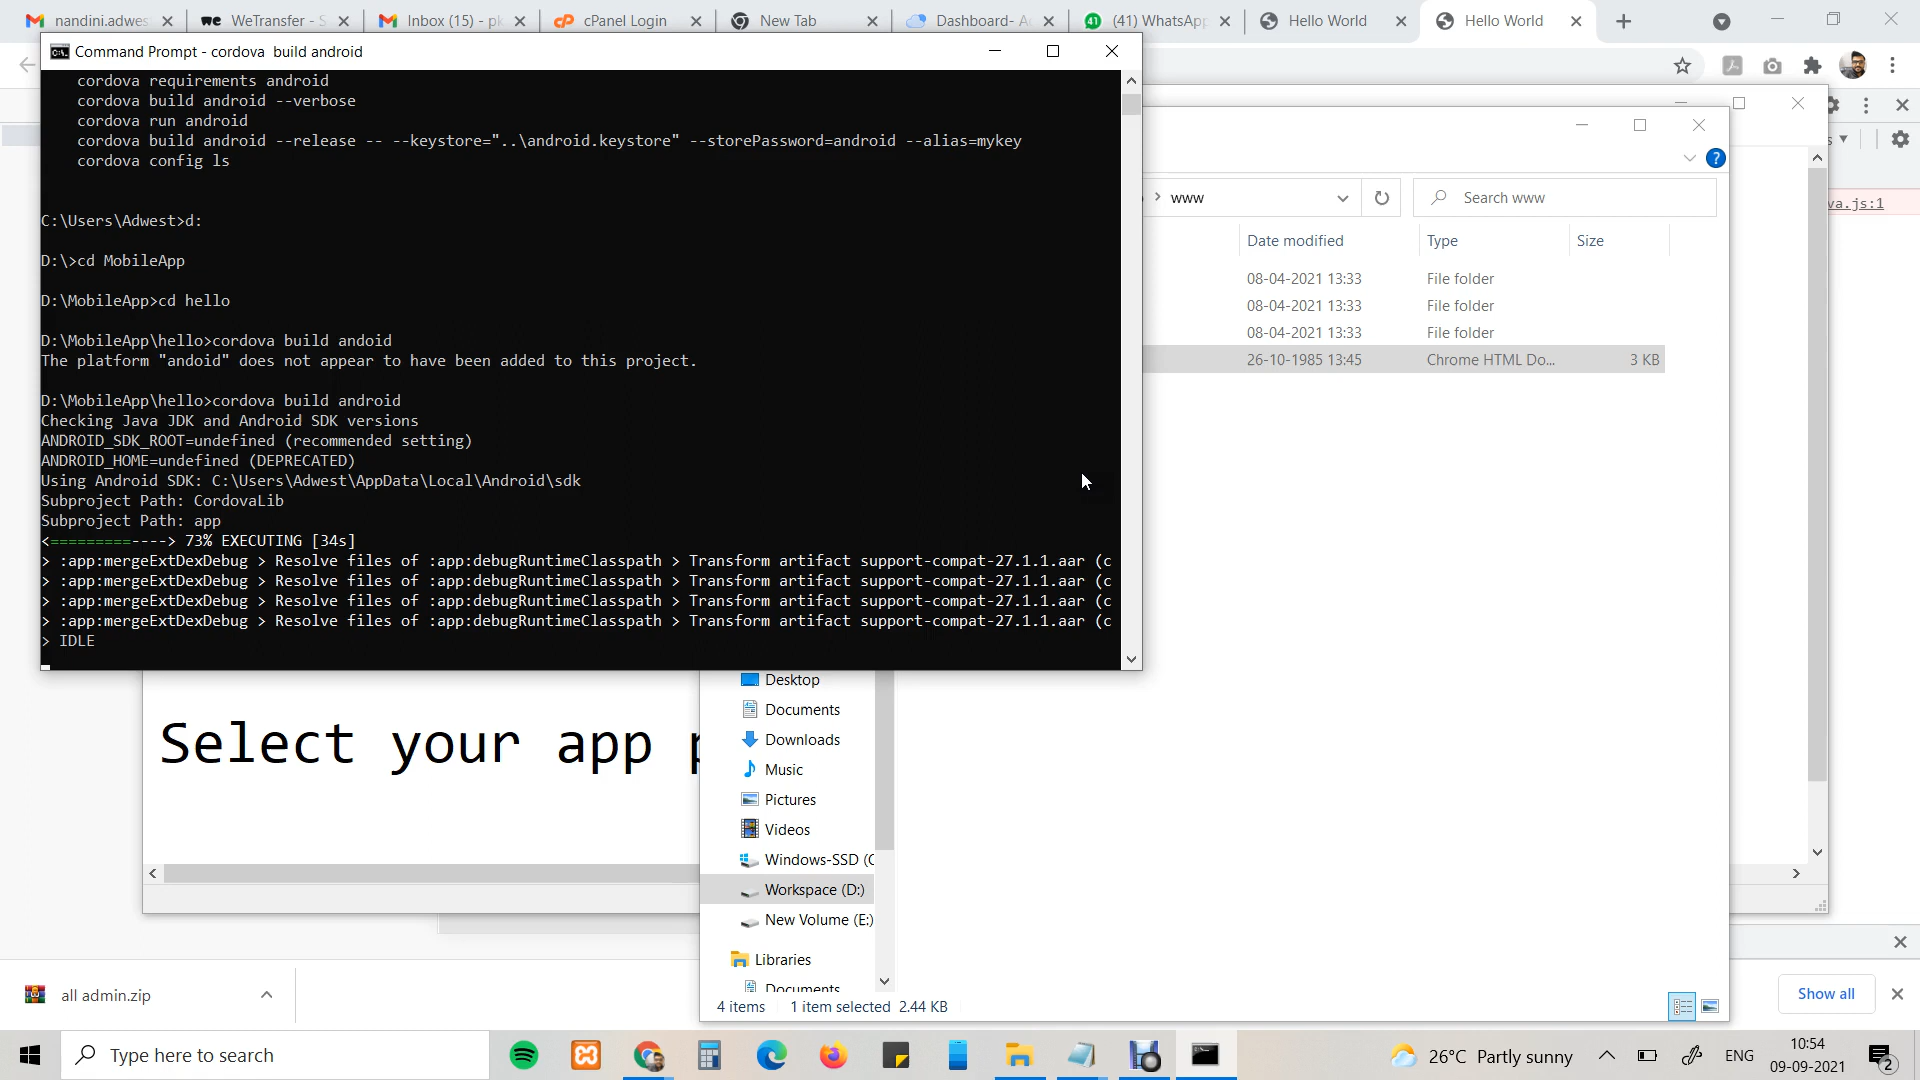 nandini.adwes
WeTransfer - S
Inbox (15) - pk
cPanel Login
New Tab
Dashboard- A
(41) WhatsApp
Hello World
Hello World
Command Prompt - cordova  build android
cordova requirements android
cordova build android --verbose
cordova run android
cordova build android --release -- --keystore="..\android.keystore" --storePassword=android --alias=mykey
cordova config ls
C:\Users\Adwest>d:
D:\>cd MobileApp
D:\MobileApp>cd hello
D:\MobileApp\hello>cordova build andoid
The platform "andoid" does not appear to have been added to this project.
D:\MobileApp\hello>cordova build android
Checking Java JDK and Android SDK versions
ANDROID_SDK_ROOT=undefined (recommended setting)
ANDROID_HOME=undefined (DEPRECATED)
Using Android SDK: C:\Users\Adwest\AppData\Local\Android\sdk
Subproject Path: CordovaLib
Subproject Path: app
<=========----> 73% EXECUTING [34s]
> :app:mergeExtDexDebug > Resolve files of :app:debugRuntimeClasspath > Transform artifact support-compat-27.1.1.aar (c
> :app:mergeExtDexDebug > Resolve files of :app:debugRuntimeClasspath > Transform artifact support-compat-27.1.1.aar (c
> :app:mergeExtDexDebug > Resolve files of :app:debugRuntimeClasspath > Transform artifact support-compat-27.1.1.aar (c
> :app:mergeExtDexDebug > Resolve files of :app:debugRuntimeClasspath > Transform artifact support-compat-27.1.1.aar (c
> IDLE
www
Search www
va.js:1
Date modified Type Size
08-04-2021 13:33 File folder
08-04-2021 13:33 File folder
08-04-2021 13:33 File folder
26-10-1985 13:45 Chrome HTML Do... 3 KB
Select your app
Desktop
Documents
Downloads
Music
Pictures
Videos
Windows-SSD (C
Workspace (D:)
New Volume (E:)
Libraries
Documents
4 items 1 item selected 2.44 KB
all admin.zip
Show all
Type here to search
26°C Partly sunny
ENG
10:54
09-09-2021
2